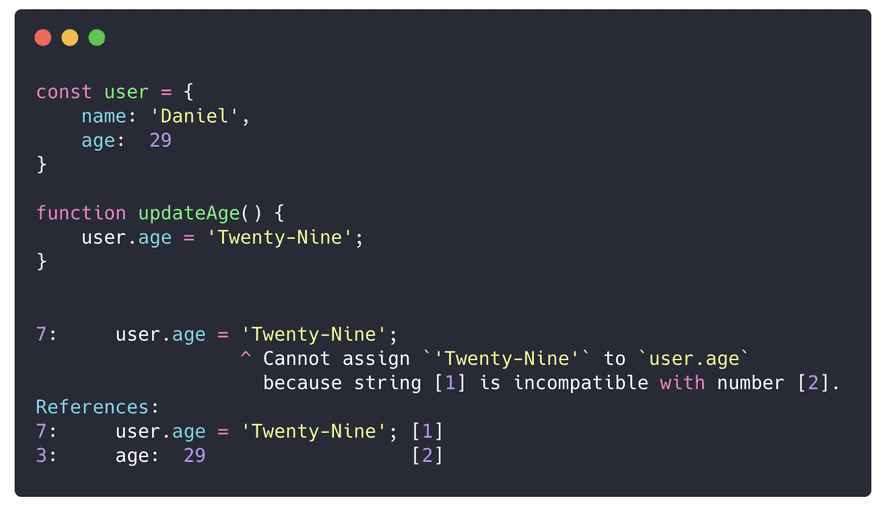 const user = {
    name: 'Daniel',
    age:  29
}
function updateAge() {
    user.age = 'Twenty-Nine';
}
7:     user.age = 'Twenty-Nine';
                  ^ Cannot assign `'Twenty-Nine'` to `user.age`
                    because string [1] is incompatible with number [2].
References:
7:     user.age = 'Twenty-Nine'; [1]
3:     age:  29                  [2]